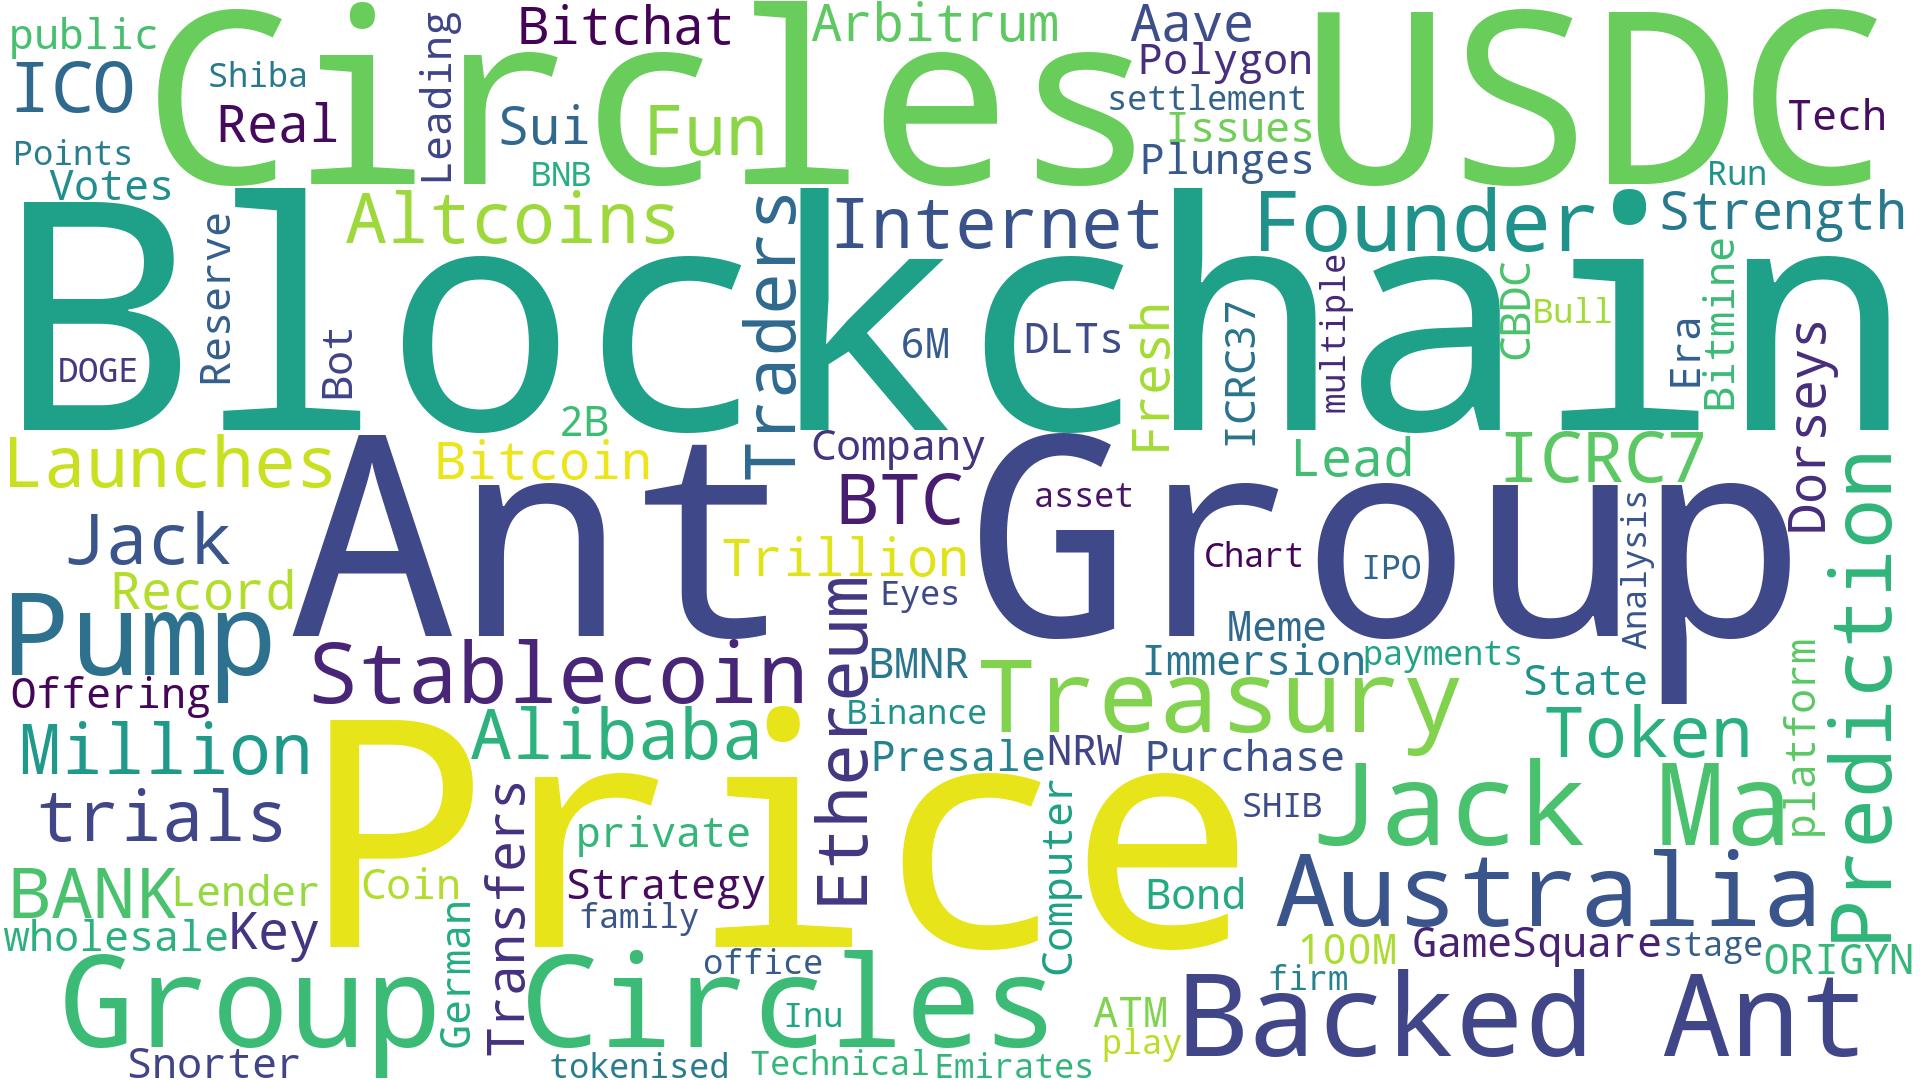 public
Circles USDC
Leading
Bitchat
Arbitrum
Aave
Polygon
ICO
Shiba
Real
Sui
Fun
settlement
Issues
Tech
Points
Votes
BNB
Plunges
Run
Blockchain
Reserve
Altcoins
Traders
Internet
Founder
Strength
DOGE
Bot
6M
DLTs
Fresh
ICRC37
multiple
CBDC
Bull
Era
Bitmine
Dorseys
2B
Launches
Bitcoin
Company
Lead
ICRC7
Prediction
Ant Group
BTC
asset
Analysis
Jack
Trillion
Chart
IPO
Record
Eyes
Pump
Ethereum
Meme
Stablecoin
BMNR
Immersion
payments
Offering
Treasury
State
platform
Million
Alibaba
Binance
Token
Price
Presale
NRW
Purchase
trials
Transfers
private
Computer
SHIB
Jack Ma
BANK
Lender
Coin
Strategy
Bond
Australia
wholesale
Key
German
family
100M
GameSquare
stage
ORIGYN
Group Circles
office
firm
Inu
ATM
Backed Ant
play
Snorter
tokenised
Technical
Emirates